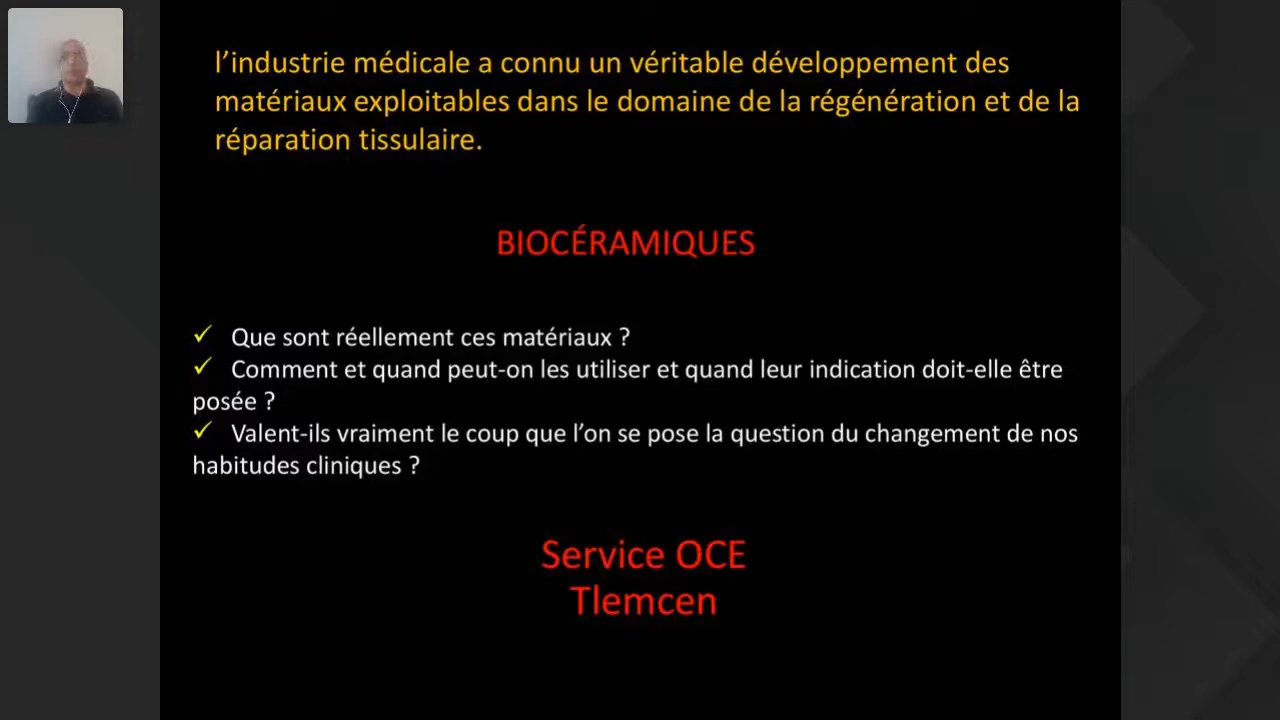 l’industrie médicale a connu un véritable développement des
matériaux exploitables dans le domaine de la régénération et de la
réparation tissulaire.
BIOCÉRAMIQUES
✓ Que sont réellement ces matériaux ?
✓ Comment et quand peut-on les utiliser et quand leur indication doit-elle être
posée ?
✓ Valent-ils vraiment le coup que l’on se pose la question du changement de nos
habitudes cliniques ?
Service OCE
Tlemcen